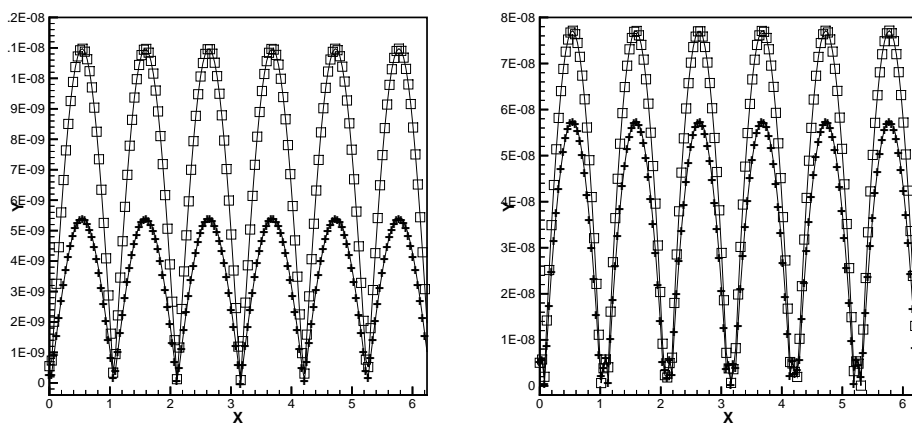 .2E-08
.1E-08
1E-08
9E-09
8E-09
7E-09
6E-09
5E-09
4E-09
3E-09
2E-09
1E-09
0
Y
0 1 2 3 4 5 6
X
8E-08
7E-08
6E-08
5E-08
4E-08
3E-08
2E-08
1E-08
0
Y
0 1 2 3 4 5 6
X